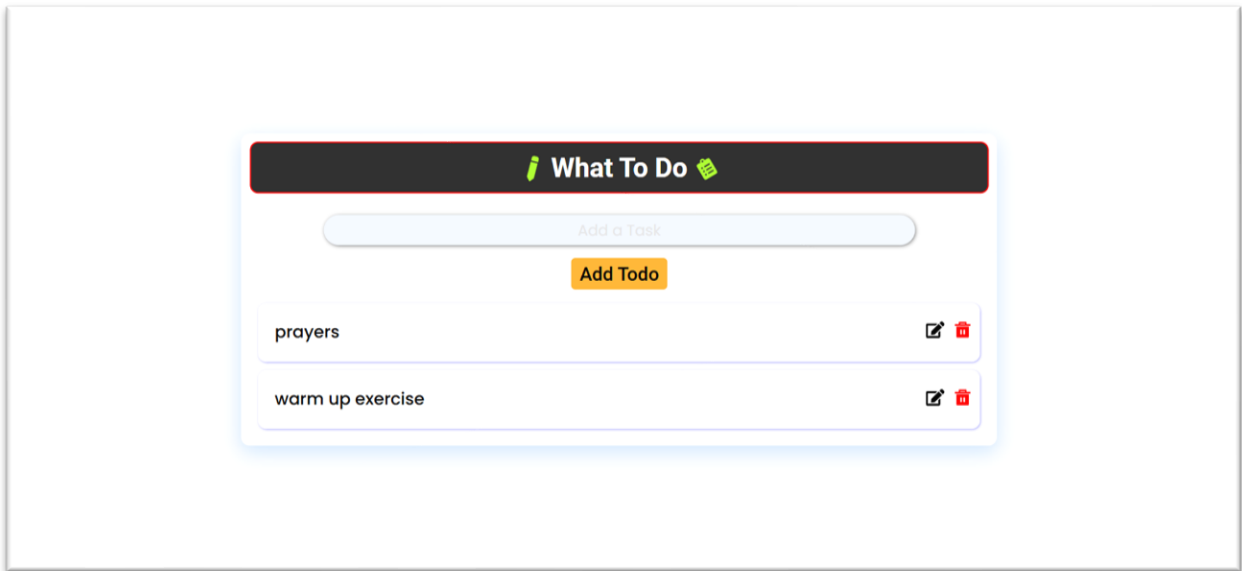 What To Do
Add a Task
Add Todo
prayers
warm up exercise